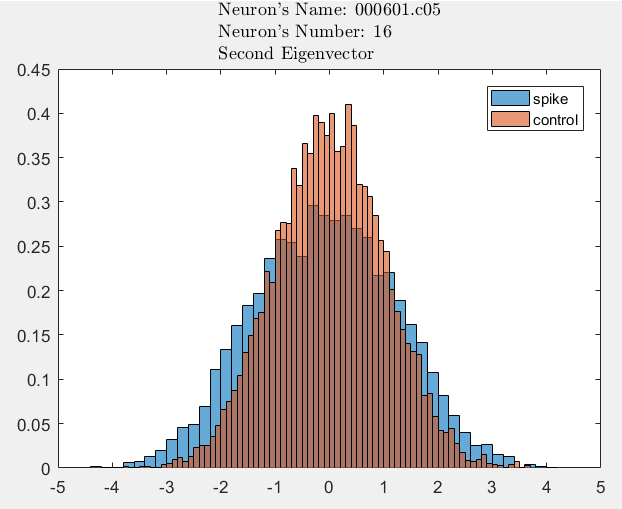 Neuron's Name: 000601.c05
Neuron's Number: 16
Second Eigenvector
0.45
0.4
0.35
0.3
0.25
0.2
0.15
0.1
0.05
0
spike
control
-5 -4 -3 -2 -1 0 1 2 3 4 5